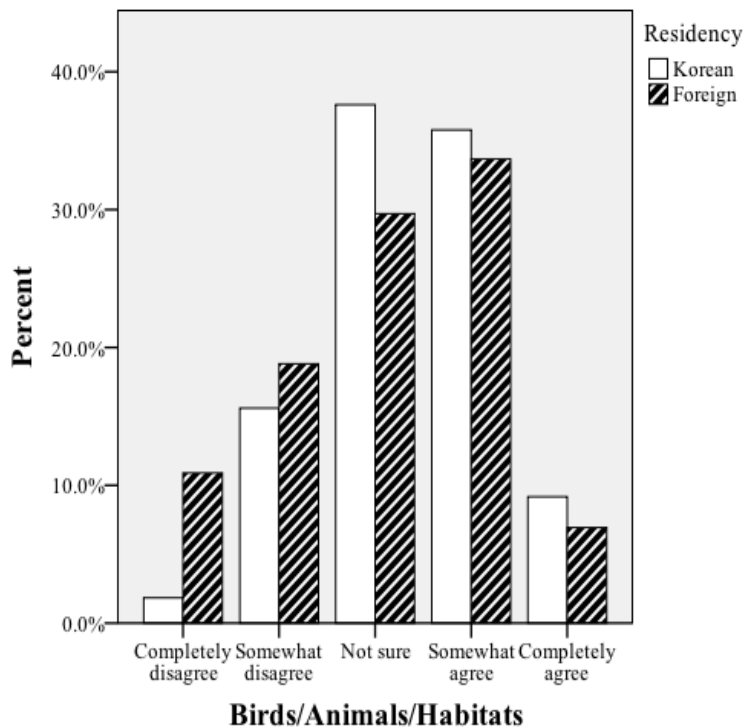 Residency
Korean
Foreign
40.0%
30.0%
20.0%
10.0%
0.0%
Percent
Completely disagree
Somewhat disagree
Not sure
Somewhat agree
Completely agree
Birds/Animals/Habitats